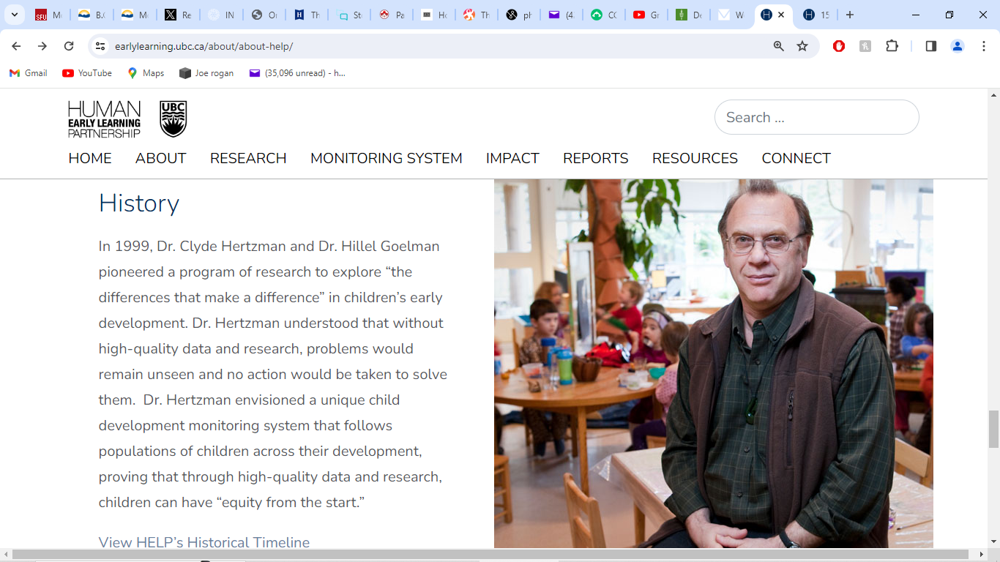 M
B.C
M
Re
IN
O
Th
St
Pa
Ho
Th
ph
(4
CO
Gr
De
W
15
earlylearning.ubc.ca/about/about-help/
Gmail
YouTube
Maps
Joe rogan
(35,096 unread) - h...
HUMAN
EARLY LEARNING
PARTNERSHIP
UBC
Search ...
HOME ABOUT RESEARCH MONITORING SYSTEM IMPACT REPORTS RESOURCES CONNECT
History
In 1999, Dr. Clyde Hertzman and Dr. Hillel Goelman
pioneered a program of research to explore “the
differences that make a difference” in children’s early
development. Dr. Hertzman understood that without
high-quality data and research, problems would
remain unseen and no action would be taken to solve
them.  Dr. Hertzman envisioned a unique child
development monitoring system that follows
populations of children across their development,
proving that through high-quality data and research,
children can have “equity from the start.”
View HELP’s Historical Timeline